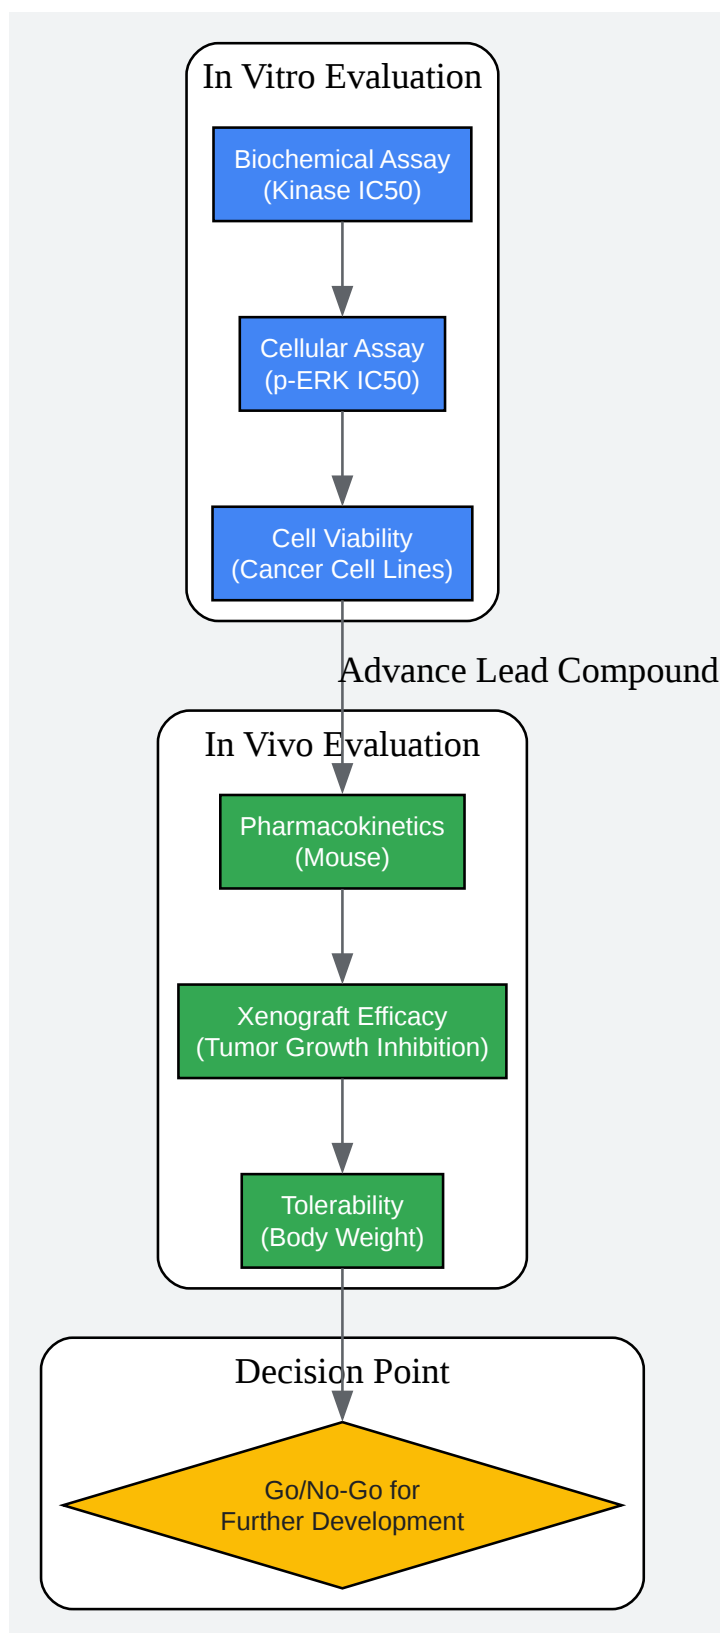 In Vitro Evaluation
Biochemical Assay
(Kinase IC50)
Cellular Assay
(p-ERK IC50)
Cell Viability
(Cancer Cell Lines)
Advance Lead Compound
In Vivo Evaluation
Pharmacokinetics
(Mouse)
Xenograft Efficacy
(Tumor Growth Inhibition)
Tolerability
(Body Weight)
Decision Point
Go/No-Go for
Further Development